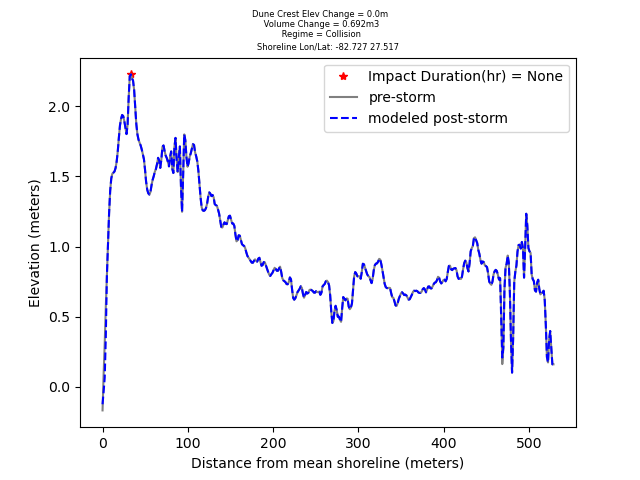 Dune Crest Elev Change = 0.0m
Volume Change = 0.692m3
Regime = Collision
Shoreline Lon/Lat: -82.727 27.517
Impact Duration(hr) = None
pre-storm
modeled post-storm
Elevation (meters)
2.0
1.5
1.0
0.5
0.0
0 100 200 300 400 500
Distance from mean shoreline (meters)